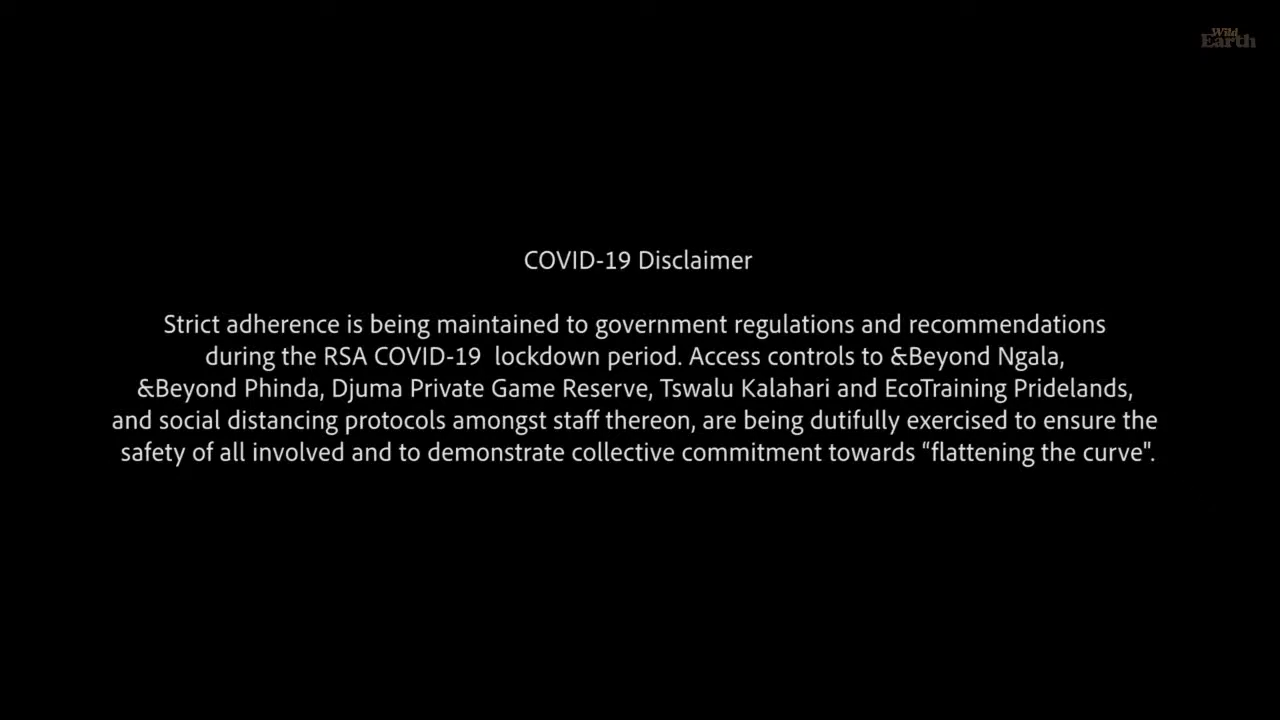 Wild
Earth
COVID-19 Disclaimer
Strict adherence is being maintained to government regulations and recommendations
during the RSA COVID-19  lockdown period. Access controls to &Beyond Ngala,
&Beyond Phinda, Djuma Private Game Reserve, Tswalu Kalahari and EcoTraining Pridelands,
and social distancing protocols amongst staff thereon, are being dutifully exercised to ensure the
safety of all involved and to demonstrate collective commitment towards “flattening the curve".